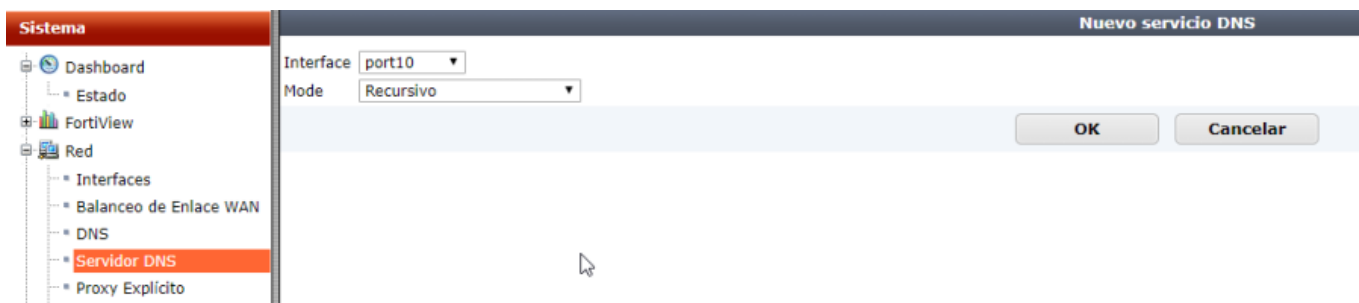 Sistema
Dashboard
Estado
FortiView
Red
Interfaces
Balanceo de Enlace WAN
DNS
Servidor DNS
Proxy Explícito
Nuevo servicio DNS
Interface port10
Mode Recursivo
OK Cancelar